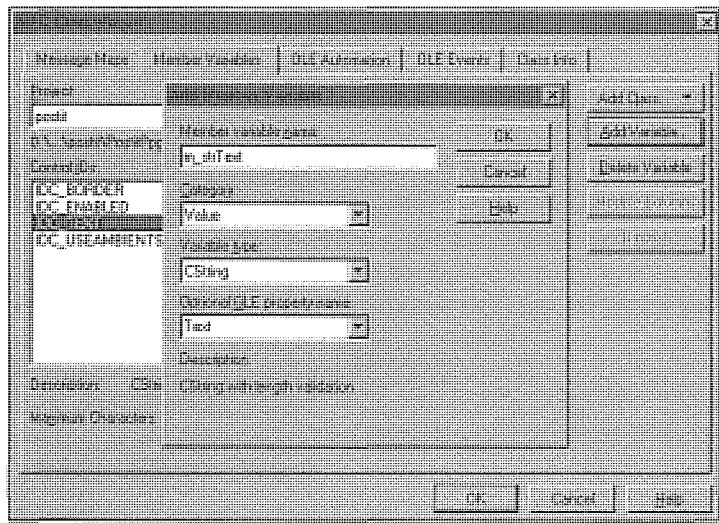 Message Maps Member Variables OLE Automation OLE Events Class Info
Project:
pedit
Control IDs:
IDC_BORDER
IDC_ENABLED
IDC_USEAMBIENTS
Member variable name:
m_strText
Category:
Value
Variable type:
CString
Optional OLE property name:
Text
Description:
CString with length validation
OK
Cancel
Help
Add Class...
Add Variable...
Delete Variable
Description: CStri
Maximum Characters:
OK Cancel Help